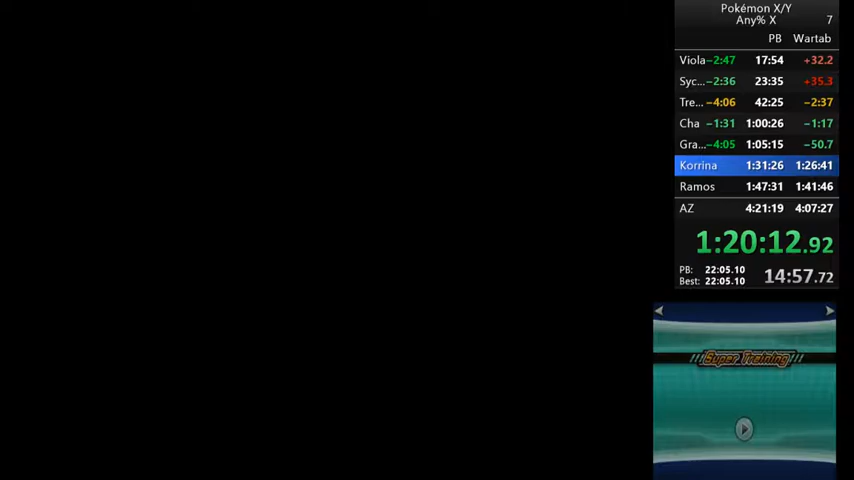 Pokémon X/Y
Any% X 7
PB Wartab
Viola -2:47 17:54 +32.2
Syc... -2:36 23:35 +35.3
Tre... -4:06 42:25 -2:37
Cha -1:31 1:00:26 -1:17
Gra... -4:05 1:05:15 -50.7
Korrina 1:31:26 1:26:41
Ramos 1:47:31 1:41:46
AZ 4:21:19 4:07:27
1:20:12.92
PB: 22:05.10
Best: 22:05.10
14:57.72
Super Training